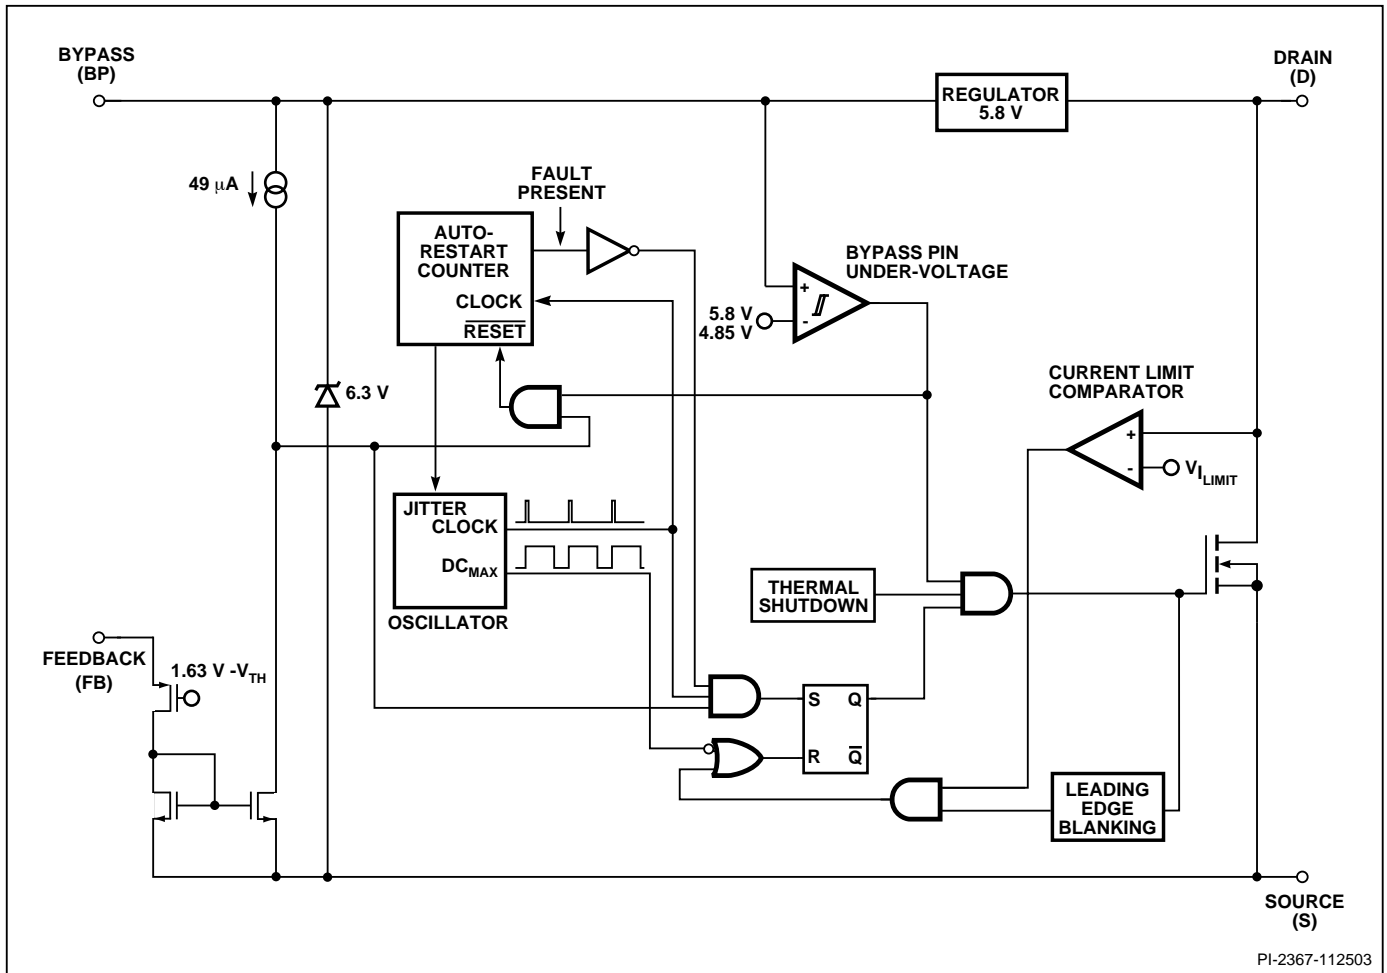 BYPASS
(BP)
DRAIN
(D)
REGULATOR
5.8 V
49 μA
FAULT
PRESENT
AUTO-
RESTART
COUNTER
CLOCK
RESET
BYPASS PIN
UNDER-VOLTAGE
+
-
5.8 V
4.85 V
6.3 V
CURRENT LIMIT
COMPARATOR
+
-
VILIMIT
JITTER
CLOCK
DCMAX
OSCILLATOR
THERMAL
SHUTDOWN
FEEDBACK
(FB)
1.63 V -VTH
S Q
R Q̅
LEADING
EDGE
BLANKING
SOURCE
(S)
PI-2367-112503